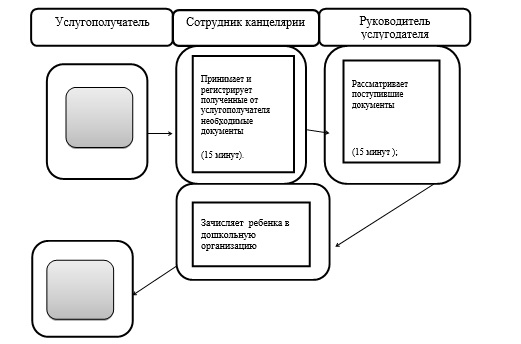 Услугополучатель
Сотрудник канцелярии
Руководитель
услугодателя
Принимает и
регистрирует
полученные от
услугополучателя
необходимые
документы
(15 минут).
Рассматривает
поступившие
документы
(15 минут );
Зачисляет ребенка в
дошкольную
организацию